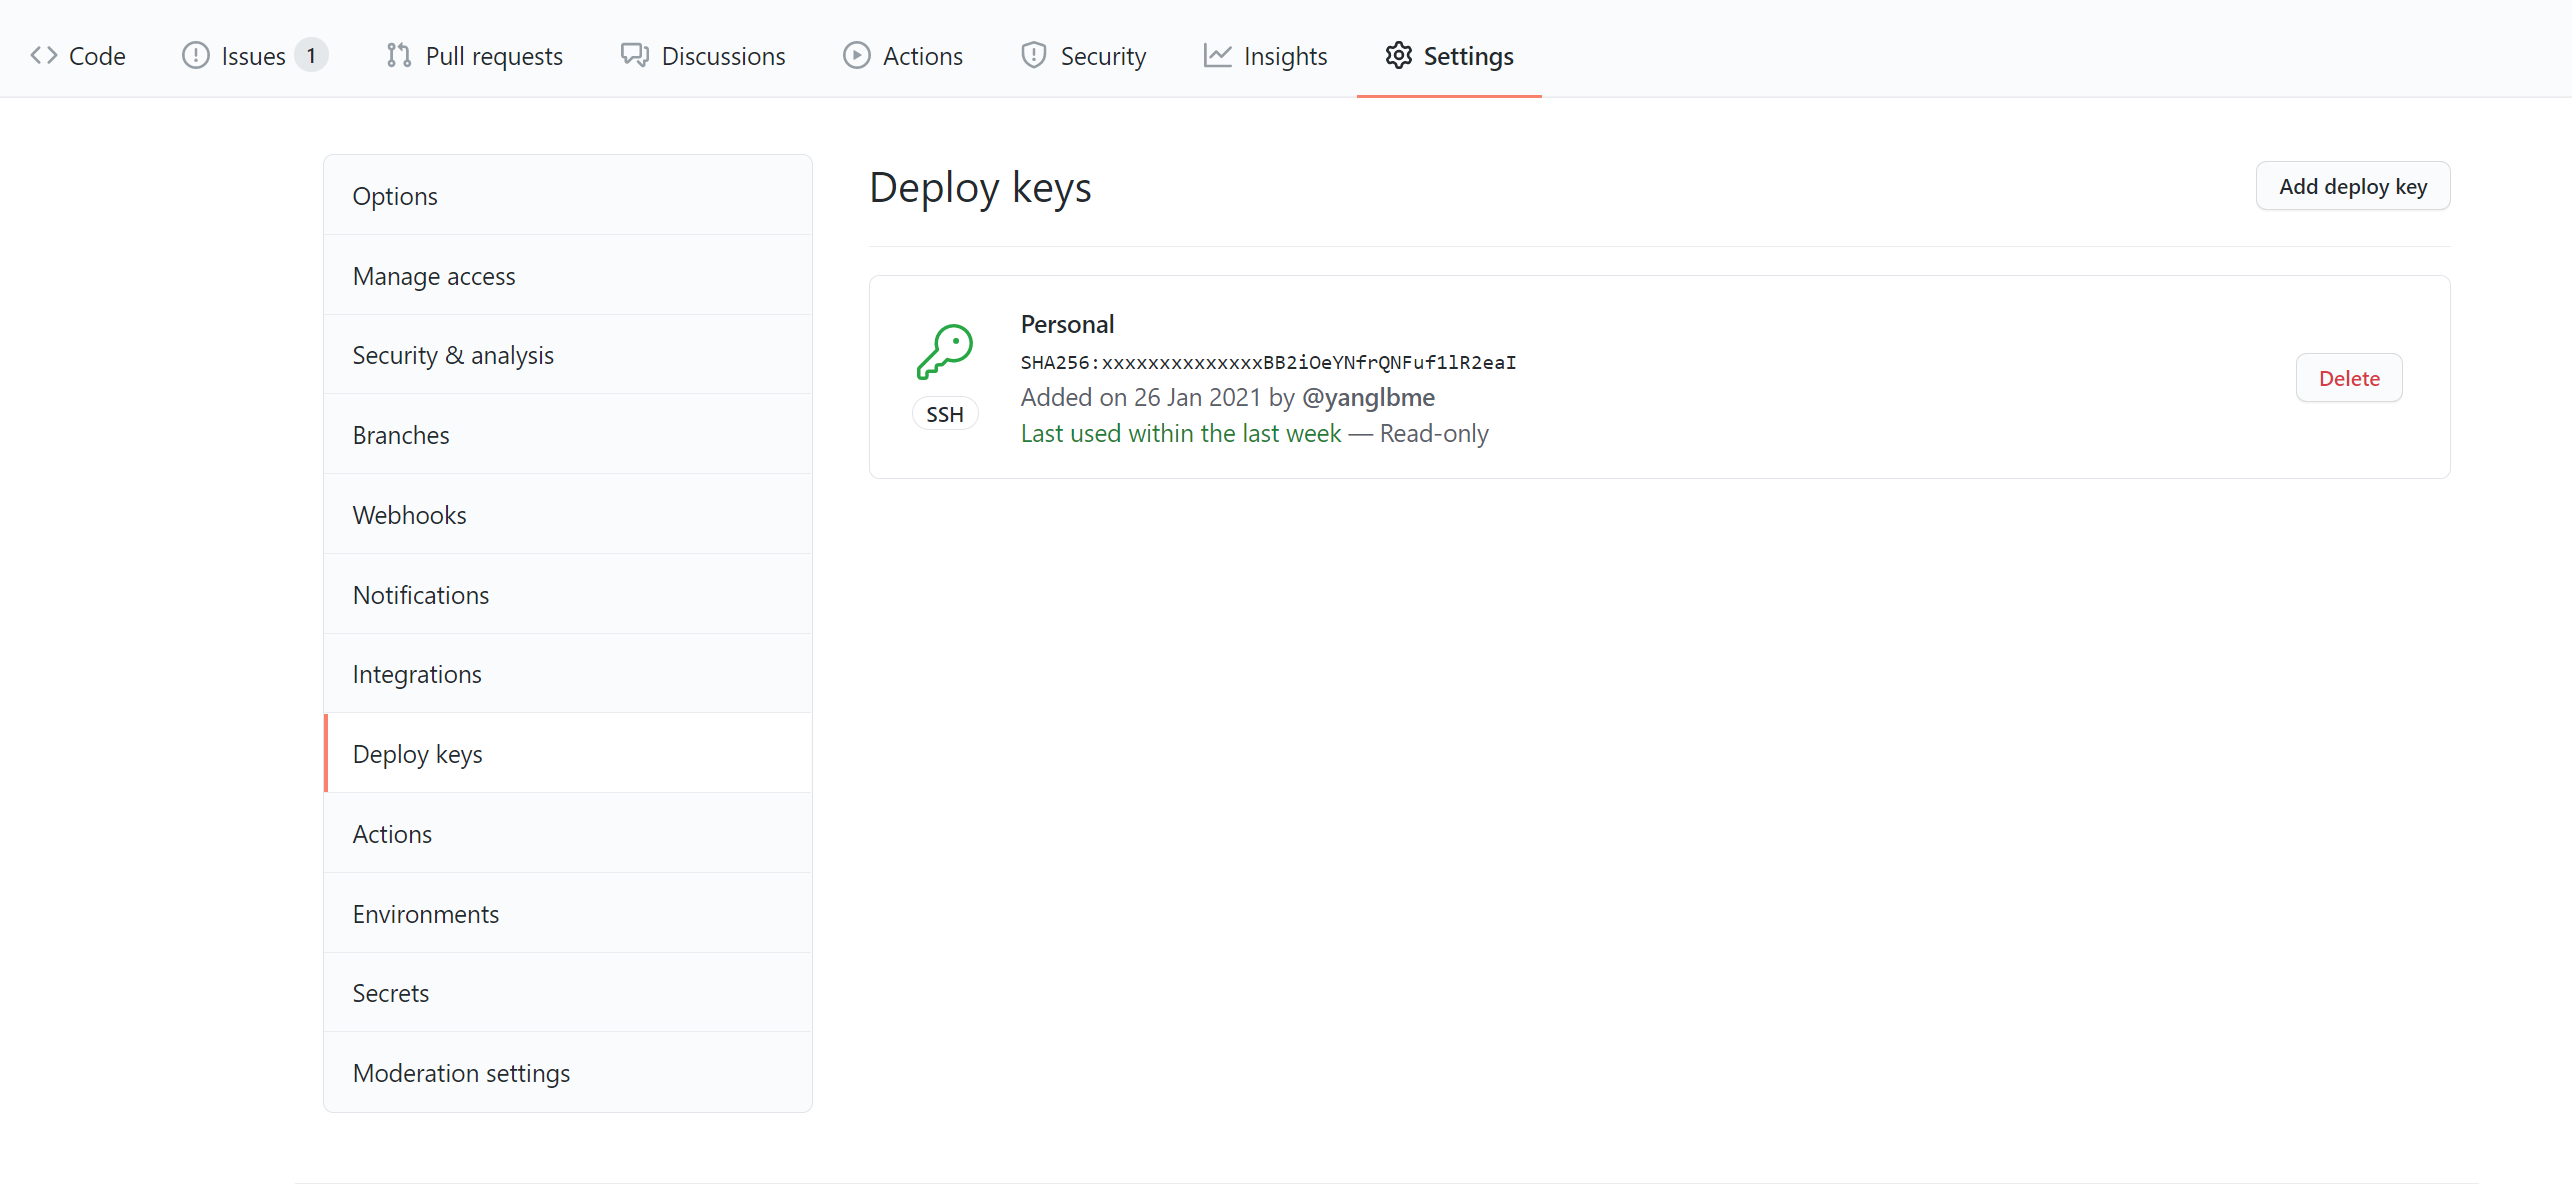 Code Issues 1 Pull requests Discussions Actions Security Insights Settings
Options
Manage access
Security & analysis
Branches
Webhooks
Notifications
Integrations
Deploy keys
Actions
Environments
Secrets
Moderation settings
Deploy keys
Add deploy key
Personal
SHA256:xxxxxxxxxxxxxxBB2iOeYNfrQNFuf1lR2eaI
Added on 26 Jan 2021 by @yanglbme
Last used within the last week — Read-only
SSH
Delete